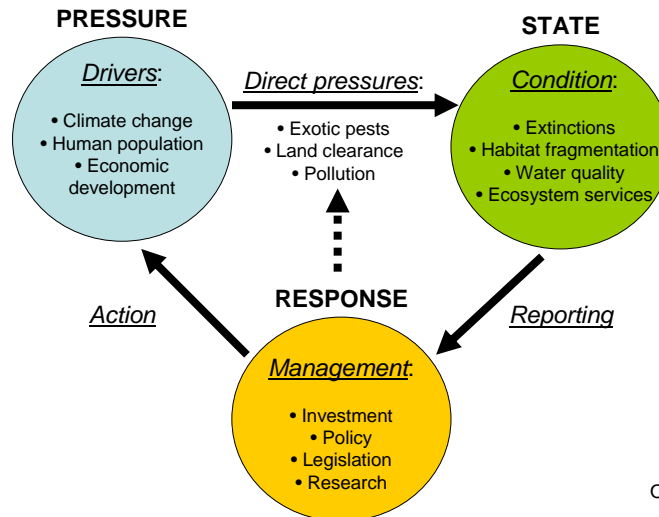 PRESSURE
STATE
Drivers:
• Climate change
• Human population
• Economic
development
Direct pressures:
• Exotic pests
• Land clearance
• Pollution
Condition:
• Extinctions
• Habitat fragmentation
• Water quality
• Ecosystem services
Action
RESPONSE
Reporting
Management:
• Investment
• Policy
• Legislation
• Research